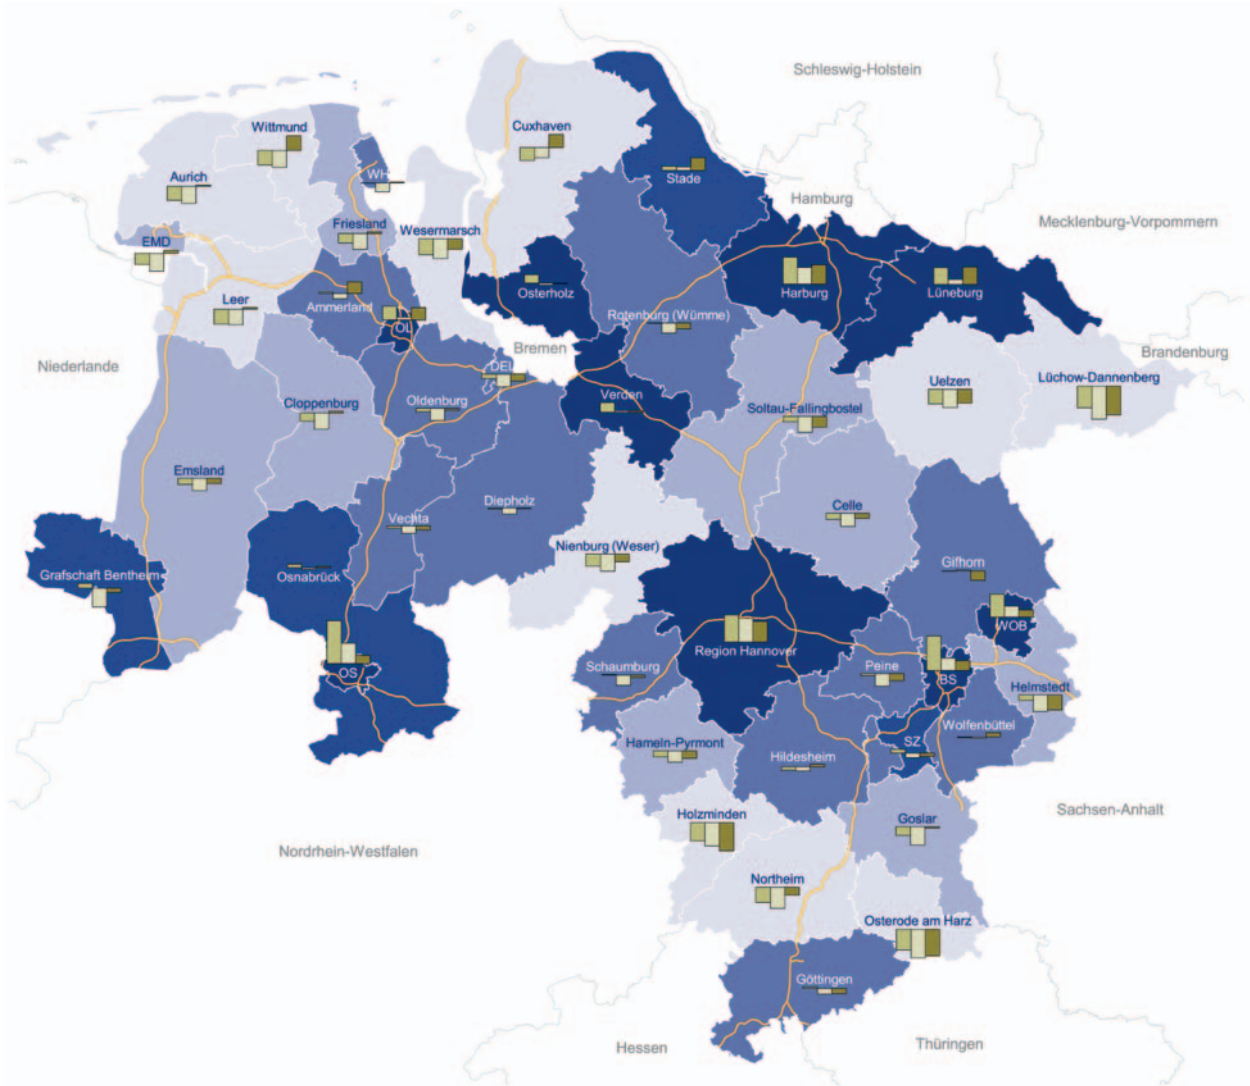 Schleswig-Holstein
Wittmund
Cuxhaven
Aurich
WH
Stade
Hamburg
Mecklenburg-Vorpommern
Friesland
Wesermarsch
EMD
Osterholz
Harburg
Lüneburg
Leer
Ammerland
Rotenburg (Wümme)
OL
Niederlande
Bremen
Brandenburg
DEL
Uelzen
Lüchow-Dannenberg
Cloppenburg
Oldenburg
Verden
Soltau-Fallingbostel
Emsland
Diepholz
Celle
Vechta
Nienburg (Weser)
Gifhorn
Grafschaft Bentheim
Osnabrück
WOB
Region Hannover
Schaumburg
Peine
OS
BS
Helmstedt
Wolfenbüttel
Hameln-Pyrmont
SZ
Hildesheim
Sachsen-Anhalt
Holzminden
Goslar
Nordrhein-Westfalen
Northeim
Osterode am Harz
Göttingen
Hessen
Thüringen